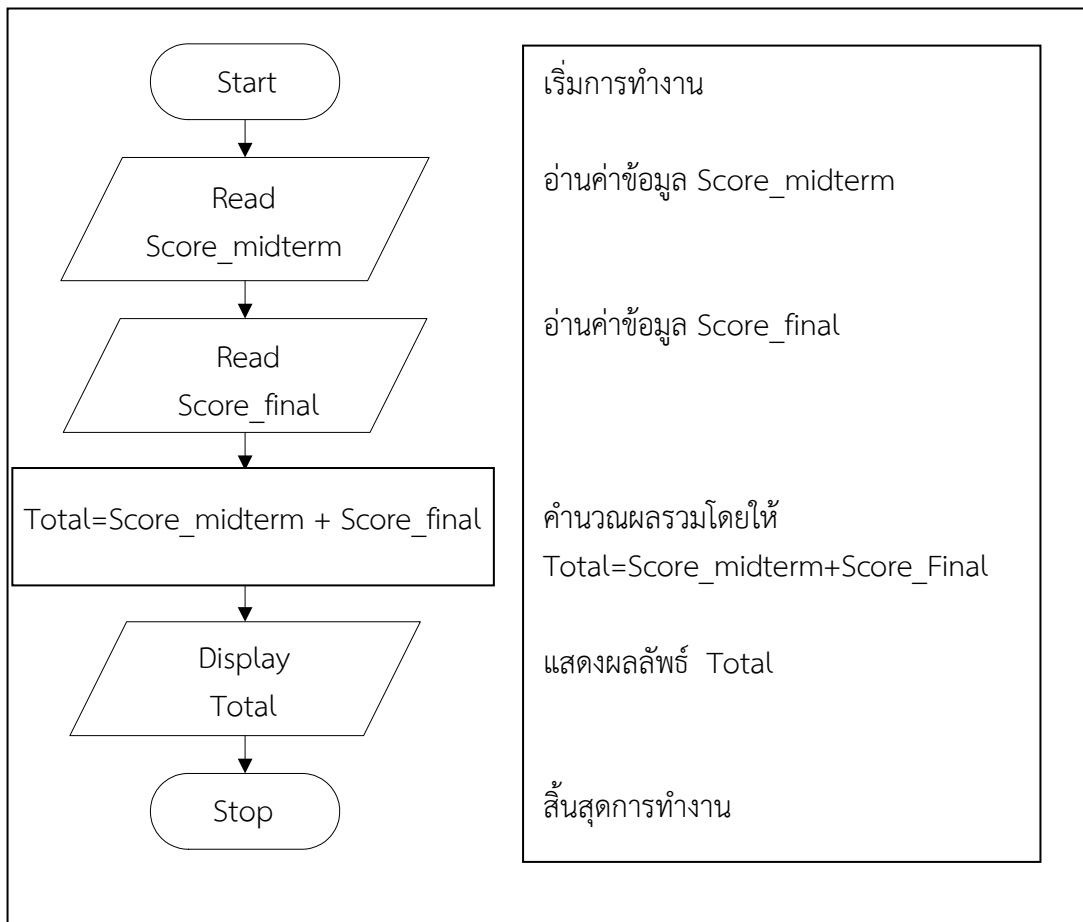 Start
Read
Score_midterm
Read
Score_final
Total=Score_midterm + Score_final
Display
Total
Stop
เริ่มการทำงาน
อ่านค่าข้อมูล Score_midterm
อ่านค่าข้อมูล Score_final
คำนวณผลรวมโดยให้
Total=Score_midterm+Score_Final
แสดงผลลัพธ์ Total
สิ้นสุดการทำงาน